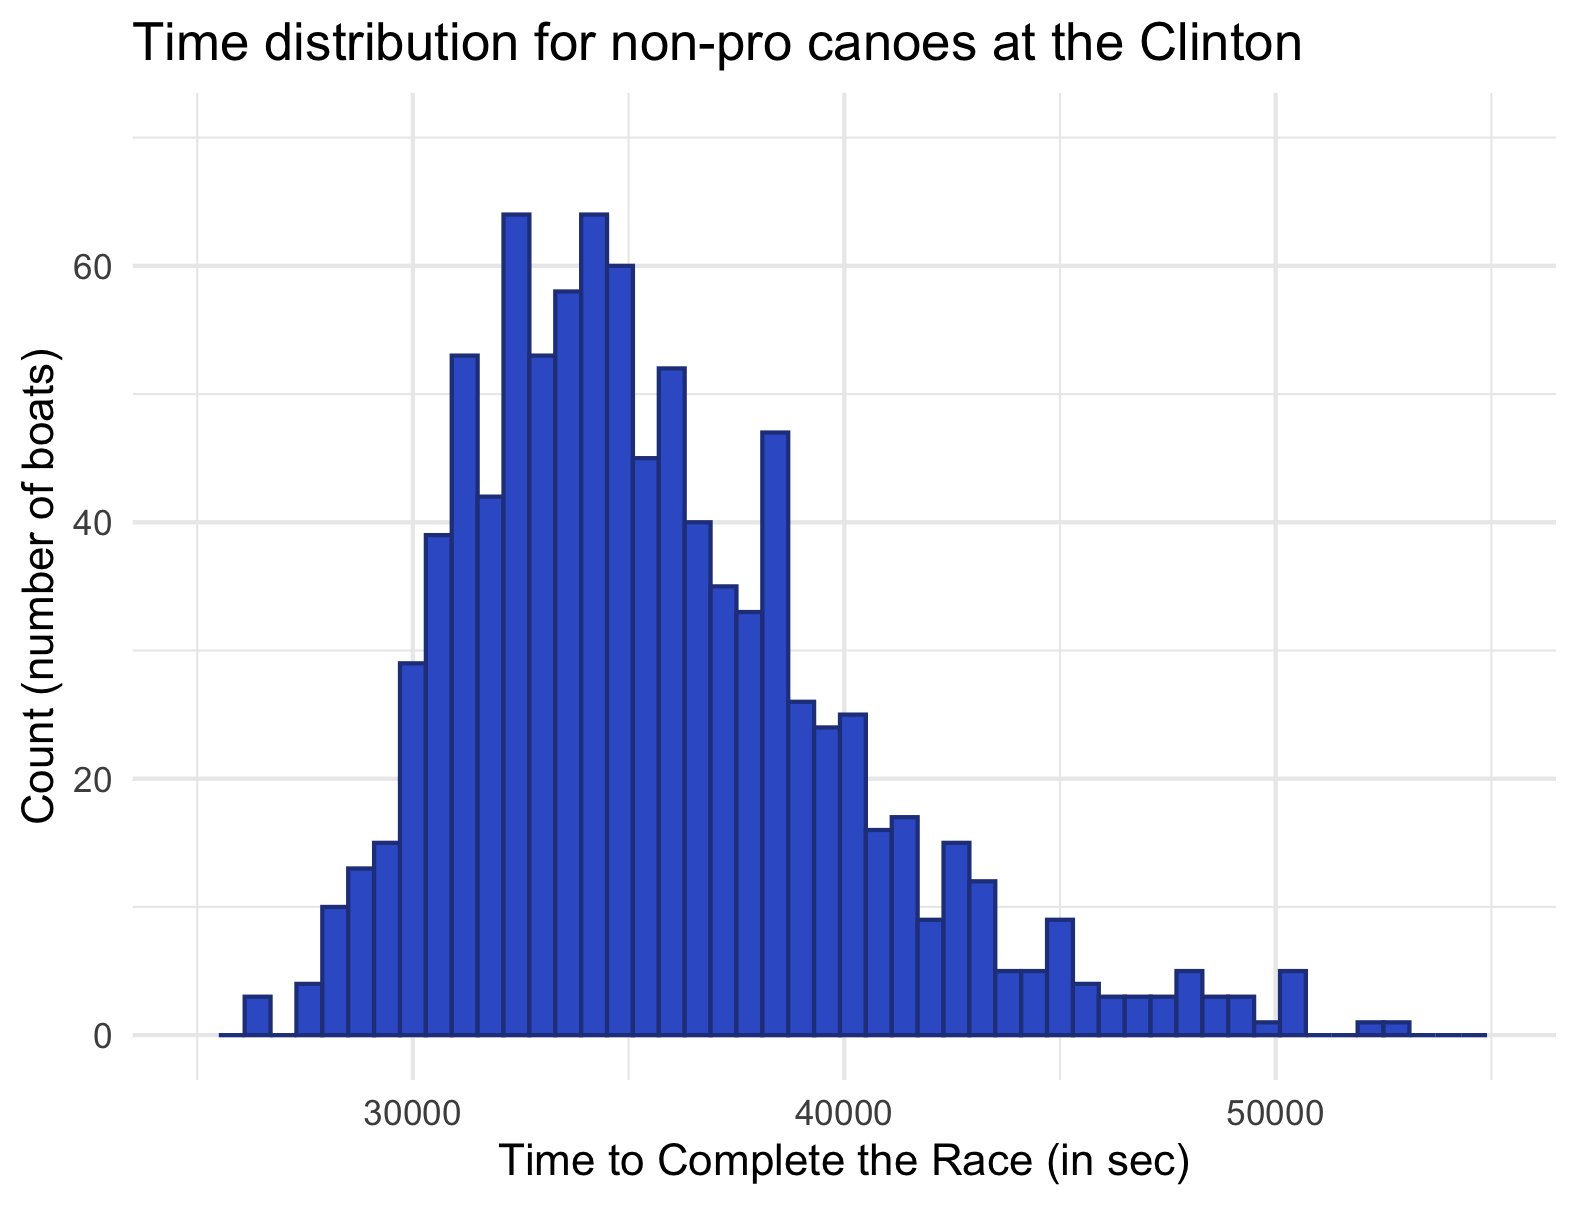 Time distribution for non-pro canoes at the Clinton
Count (number of boats)
60
40
20
0
30000 40000 50000
Time to Complete the Race (in sec)